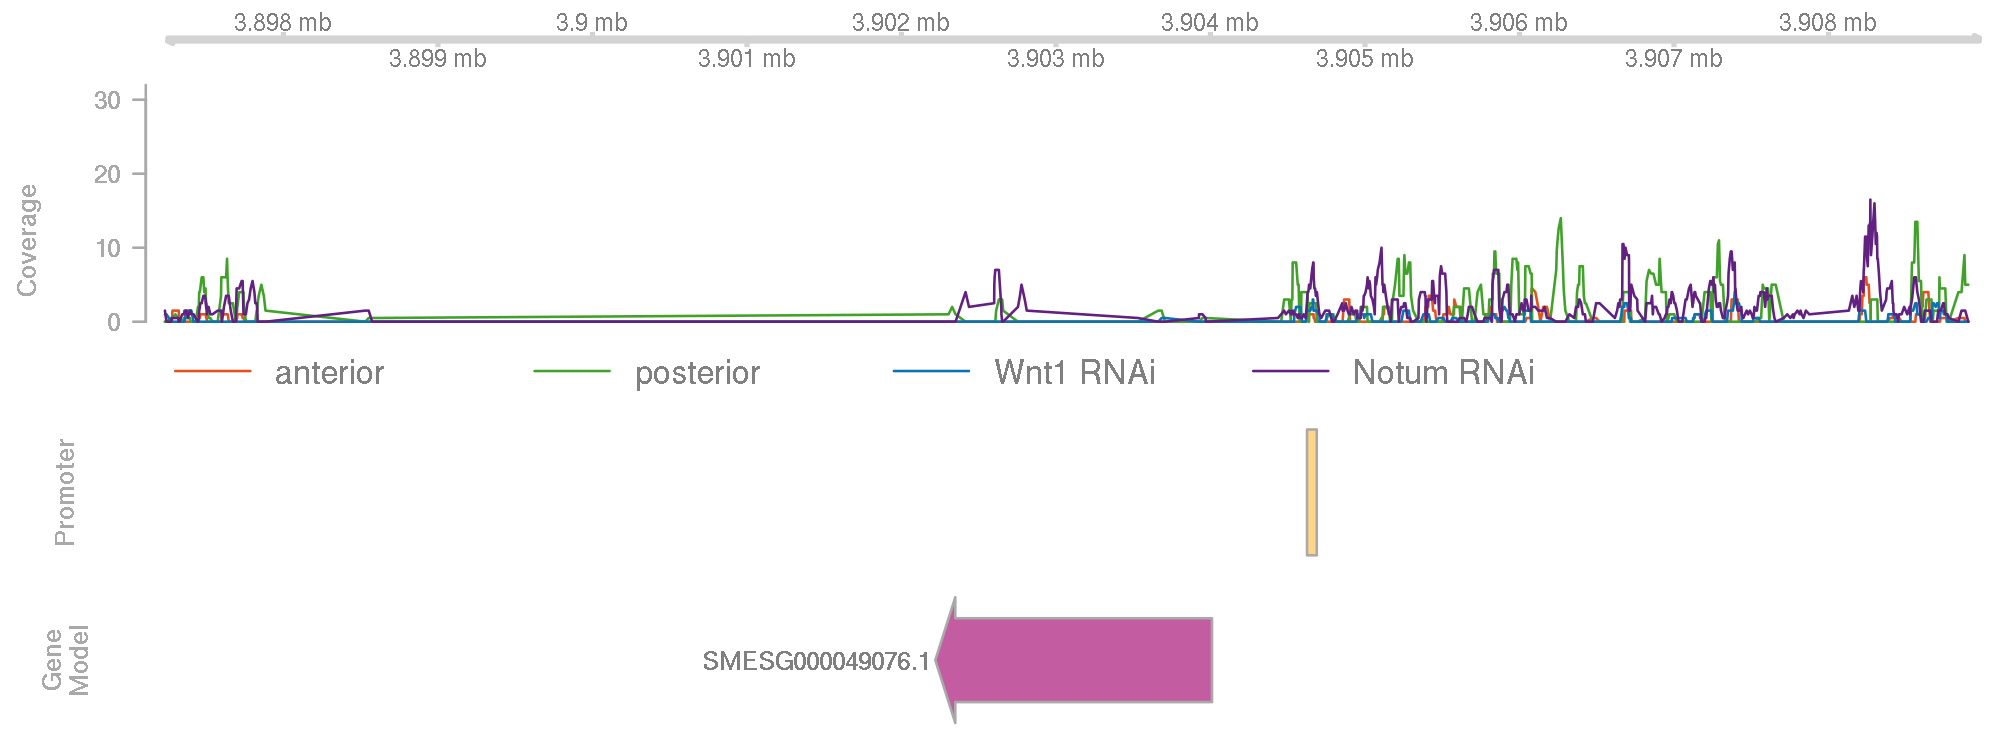 3.898 mb 3.9 mb 3.902 mb 3.904 mb 3.906 mb 3.908 mb
3.899 mb 3.901 mb 3.903 mb 3.905 mb 3.907 mb
Coverage
30
20
10
0
anterior posterior Wnt1 RNAi Notum RNAi
Promoter
0
Gene
Model
SMESG000049076.1